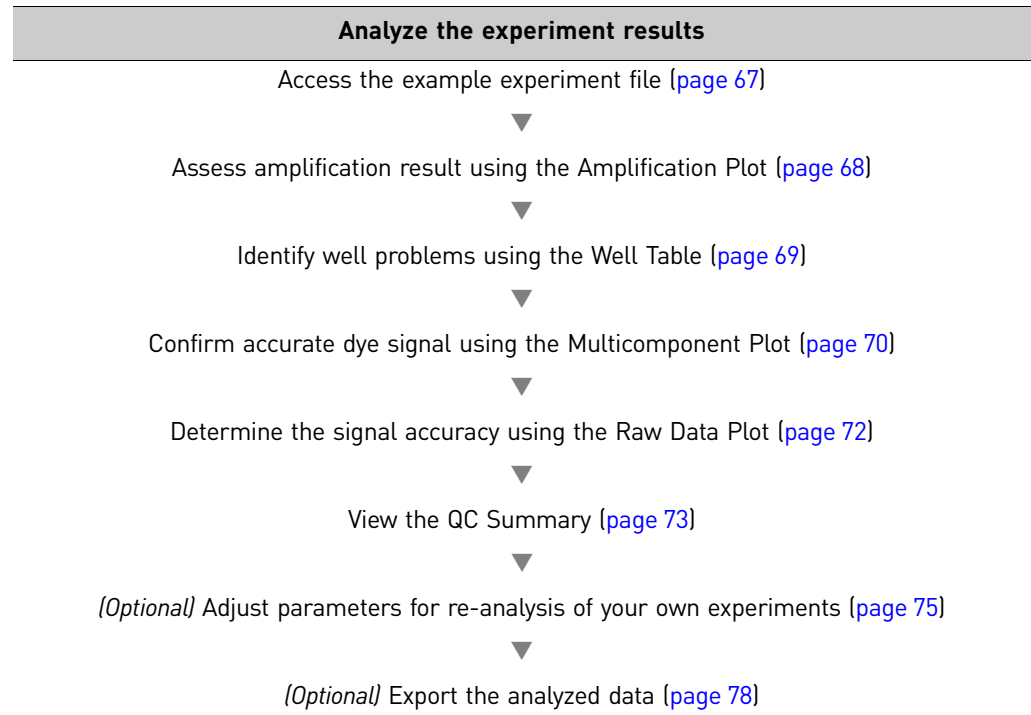 Analyze the experiment results
Access the example experiment file (page 67)
Assess amplification result using the Amplification Plot (page 68)
Identify well problems using the Well Table (page 69)
Confirm accurate dye signal using the Multicomponent Plot (page 70)
Determine the signal accuracy using the Raw Data Plot (page 72)
View the QC Summary (page 73)
(Optional) Adjust parameters for re-analysis of your own experiments (page 75)
(Optional) Export the analyzed data (page 78)